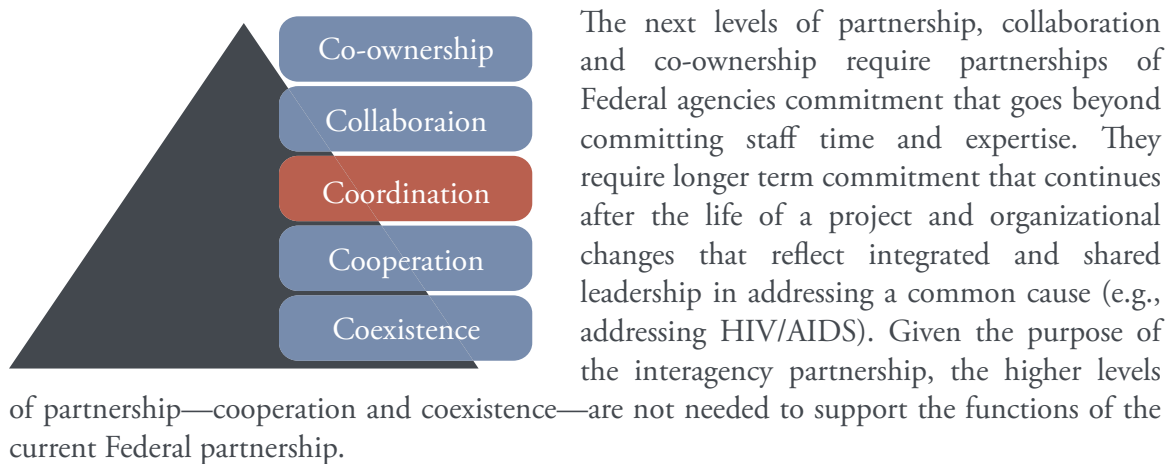 Co-ownership
Collaboraion
Coordination
Cooperation
Coexistence
The next levels of partnership, collaboration
and co-ownership require partnerships of
Federal agencies commitment that goes beyond
committing staff time and expertise. They
require longer term commitment that continues
after the life of a project and organizational
changes that reflect integrated and shared
leadership in addressing a common cause (e.g.,
addressing HIV/AIDS). Given the purpose of
the interagency partnership, the higher levels
of partnership—cooperation and coexistence—are not needed to support the functions of the
current Federal partnership.